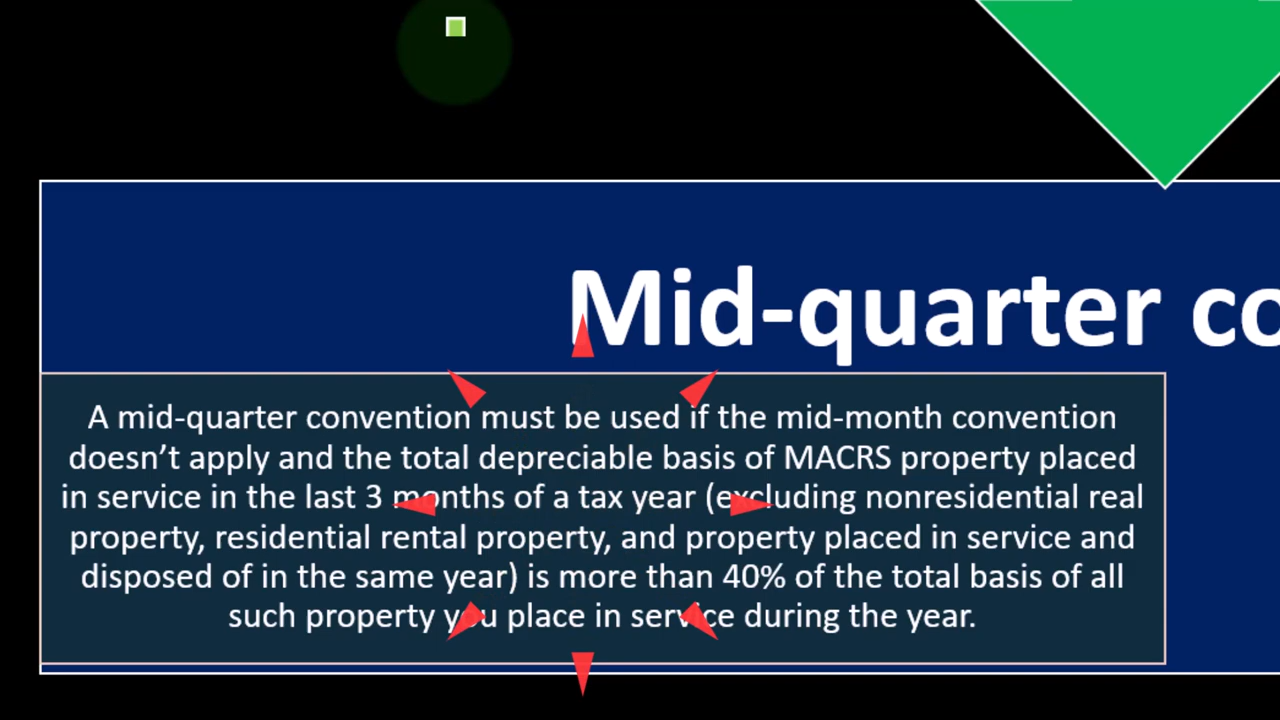 Mid-quarter co
A mid-quarter convention must be used if the mid-month convention
doesn’t apply and the total depreciable basis of MACRS property placed
in service in the last 3 months of a tax year (excluding nonresidential real
property, residential rental property, and property placed in service and
disposed of in the same year) is more than 40% of the total basis of all
such property you place in service during the year.